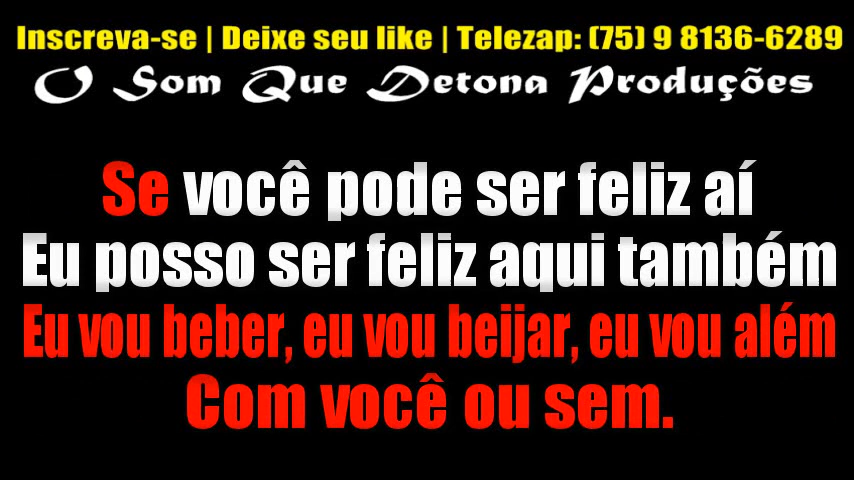 Inscreva-se | Deixe seu like | Telezap: (75) 9 8136-6289
O Som Que Detona Produções
Se você pode ser feliz aí
Eu posso ser feliz aqui também
Eu vou beber, eu vou beijar, eu vou além
Com você ou sem.